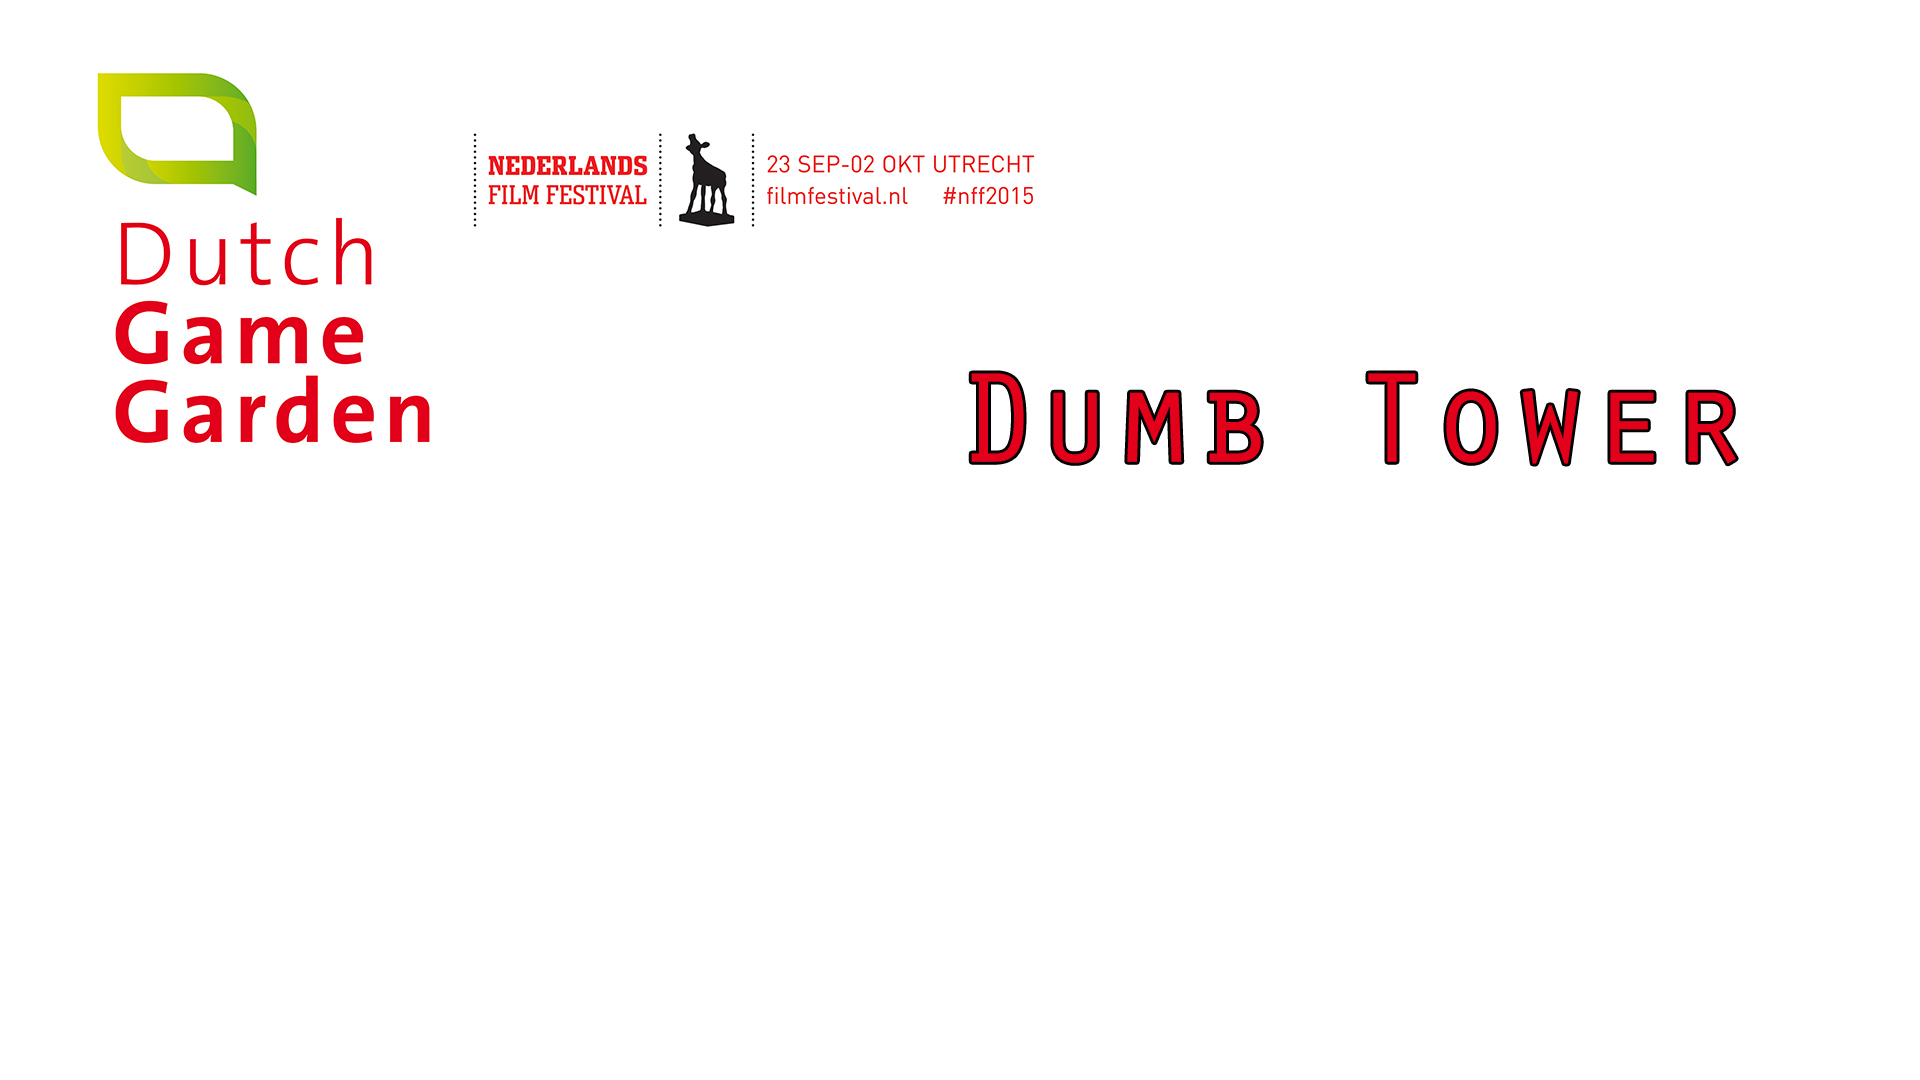 Dutch
Game
Garden
NEDERLANDS
FILM FESTIVAL
23 SEP-02 OKT UTRECHT
filmfestival.nl #nff2015
DUMB TOWER